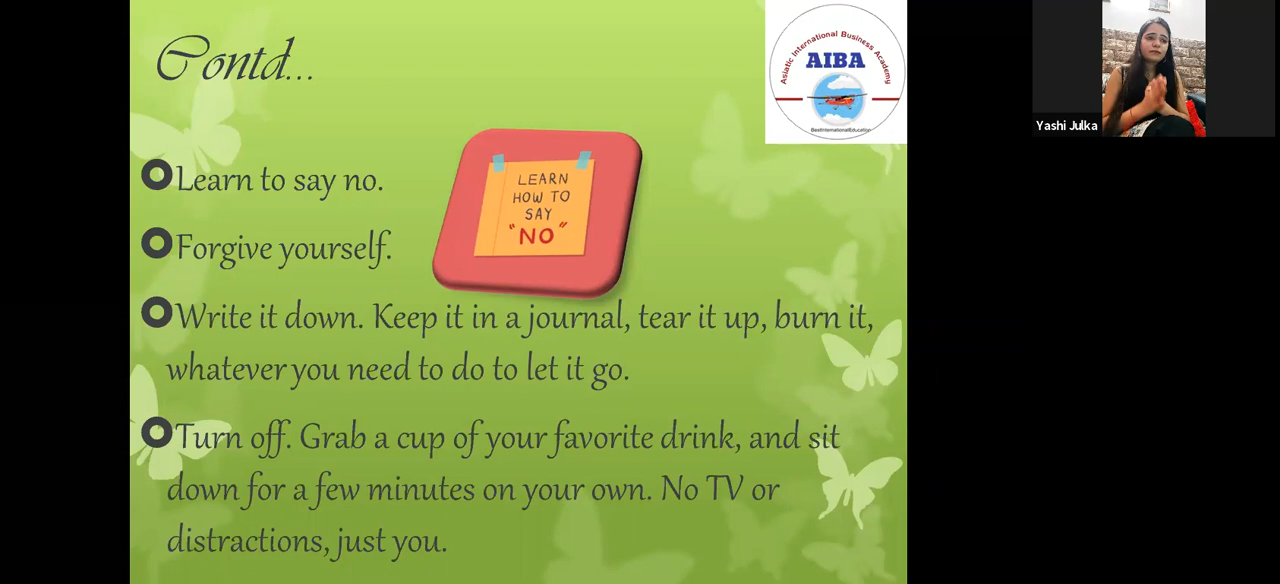 Contd...
Asiatic International Business Academy
AIBA
BestInternationalEducation
Yashi Julka
Learn to say no.
LEARN
HOW TO
SAY
"NO"
Forgive yourself.
Write it down. Keep it in a journal, tear it up, burn it,
whatever you need to do to let it go.
Turn off. Grab a cup of your favorite drink, and sit
down for a few minutes on your own. No TV or
distractions, just you.